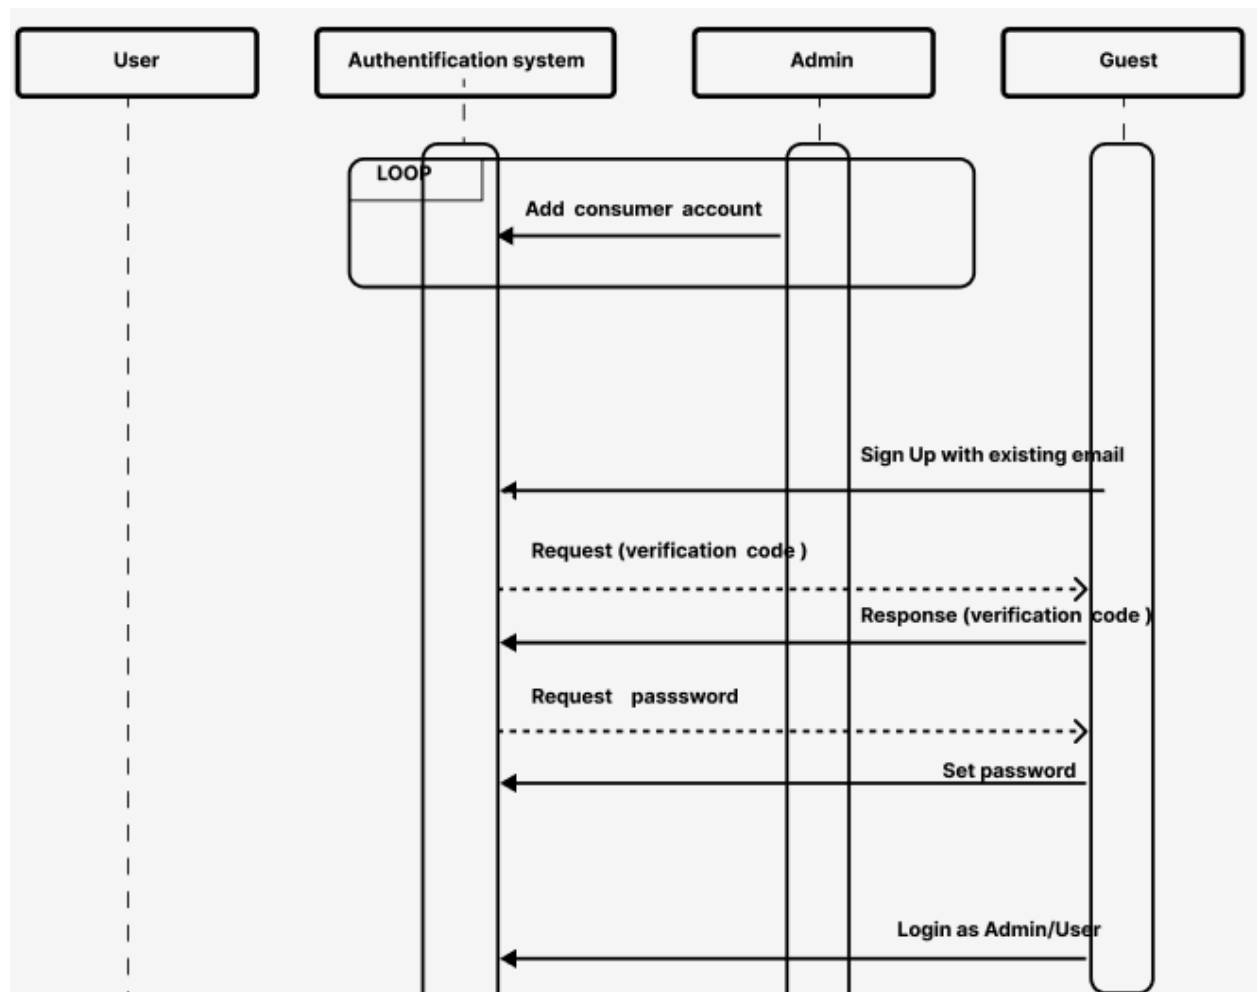 User
Authentification system
Admin
Guest
LOOP
Add consumer account
Sign Up with existing email
Request (verification code )
Response (verification code )
Request passsword
Set password
Login as Admin/User